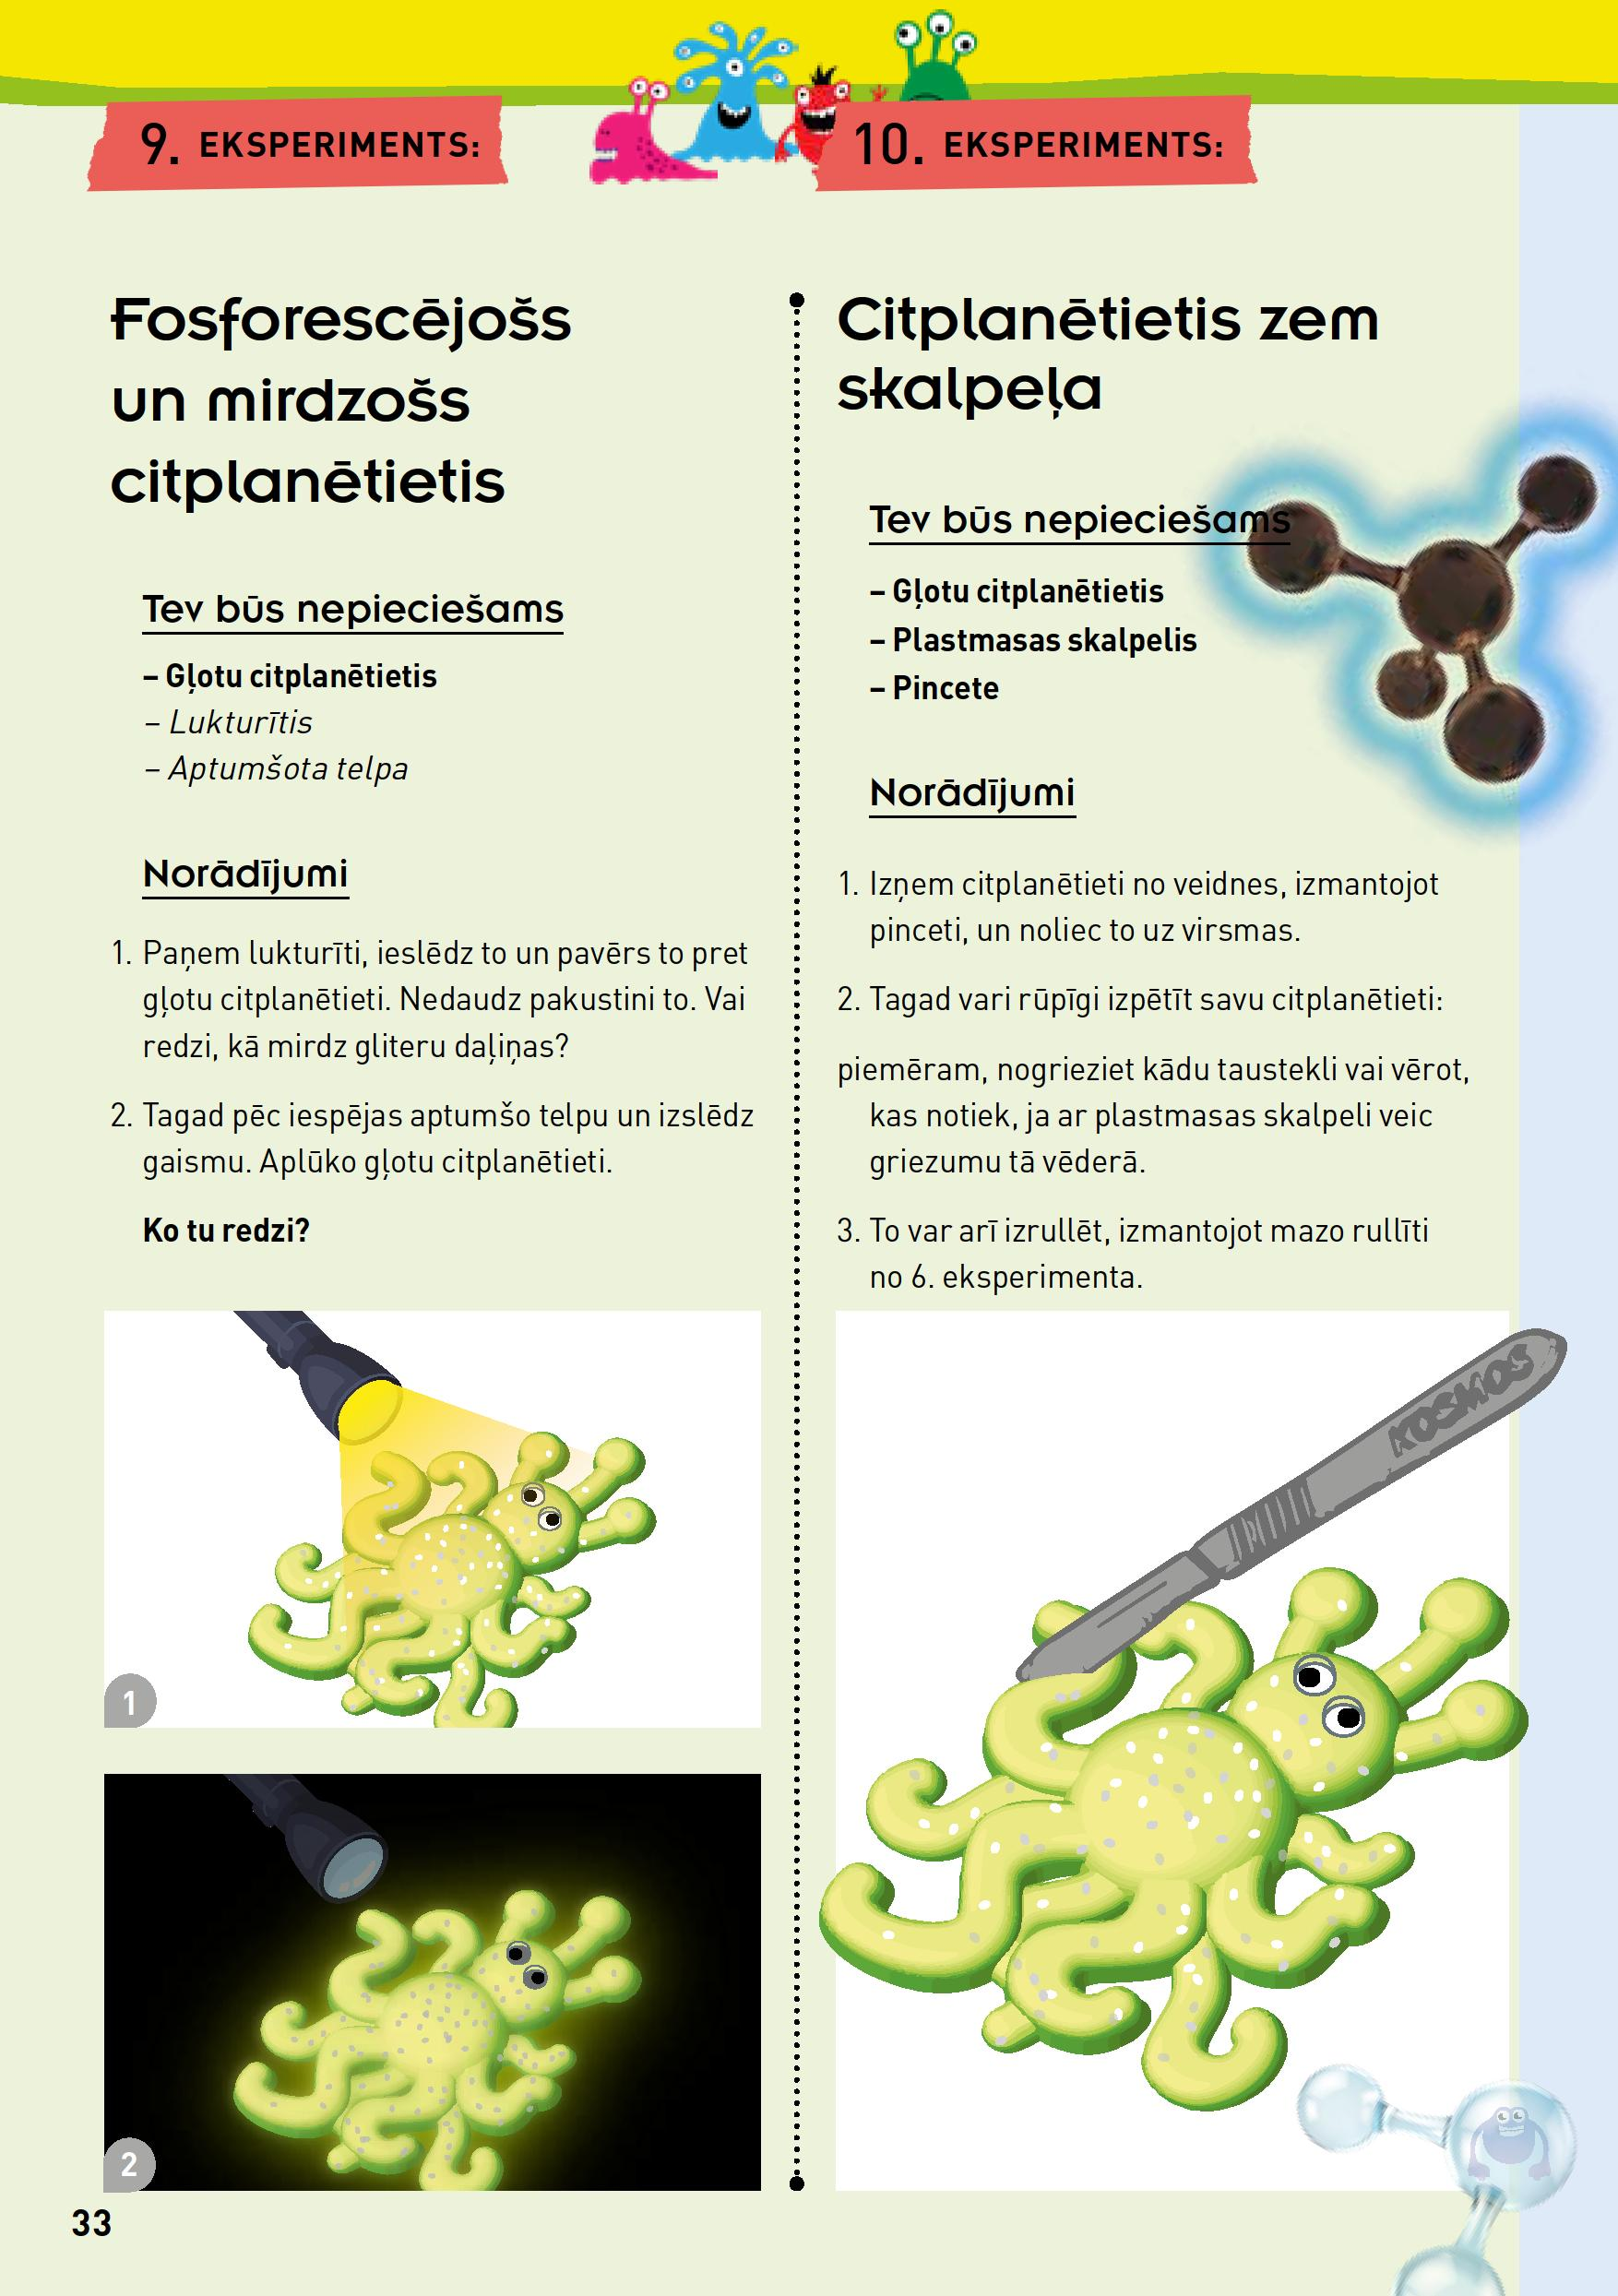 9. EKSPERIMENTS:
Fosforescējošs
un mirdzošs
citplanētietis
Tev būs nepieciešams
– Gļotu citplanētietis
– Lukturītis
– Aptumšota telpa
Norādījumi
1. Paņem lukturīti, ieslēdz to un pavērs to pret
gļotu citplanētieti. Nedaudz pakustini to. Vai
redzi, kā mirdz gliteru daļiņas?
2. Tagad pēc iespējas aptumšo telpu un izslēdz
gaismu. Aplūko gļotu citplanētieti.
Ko tu redzi?
1
2
10. EKSPERIMENTS:
Citplanētietis zem
skalpeļa
Tev būs nepieciešams
– Gļotu citplanētietis
– Plastmasas skalpelis
– Pincete
Norādījumi
1. Izņem citplanētieti no veidnes, izmantojot
pinceti, un noliec to uz virsmas.
2. Tagad vari rūpīgi izpētīt savu citplanētieti:
piemēram, nogrieziet kādu taustekli vai vērot,
kas notiek, ja ar plastmasas skalpeli veic
griezumu tā vēderā.
3. To var arī izrullēt, izmantojot mazo rullīti
no 6. eksperimenta.
KOSMOS
33